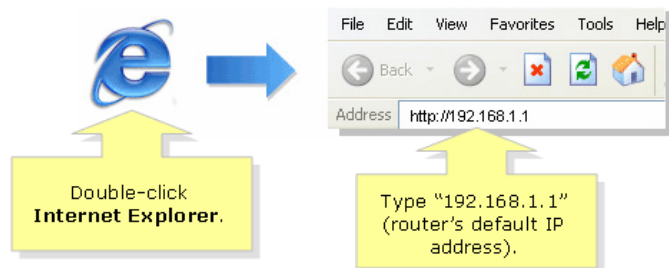 File Edit View Favorites Tools Help
Back
Address http://192.168.1.1
Double-click
Internet Explorer.
Type “192.168.1.1”
(router’s default IP
address).